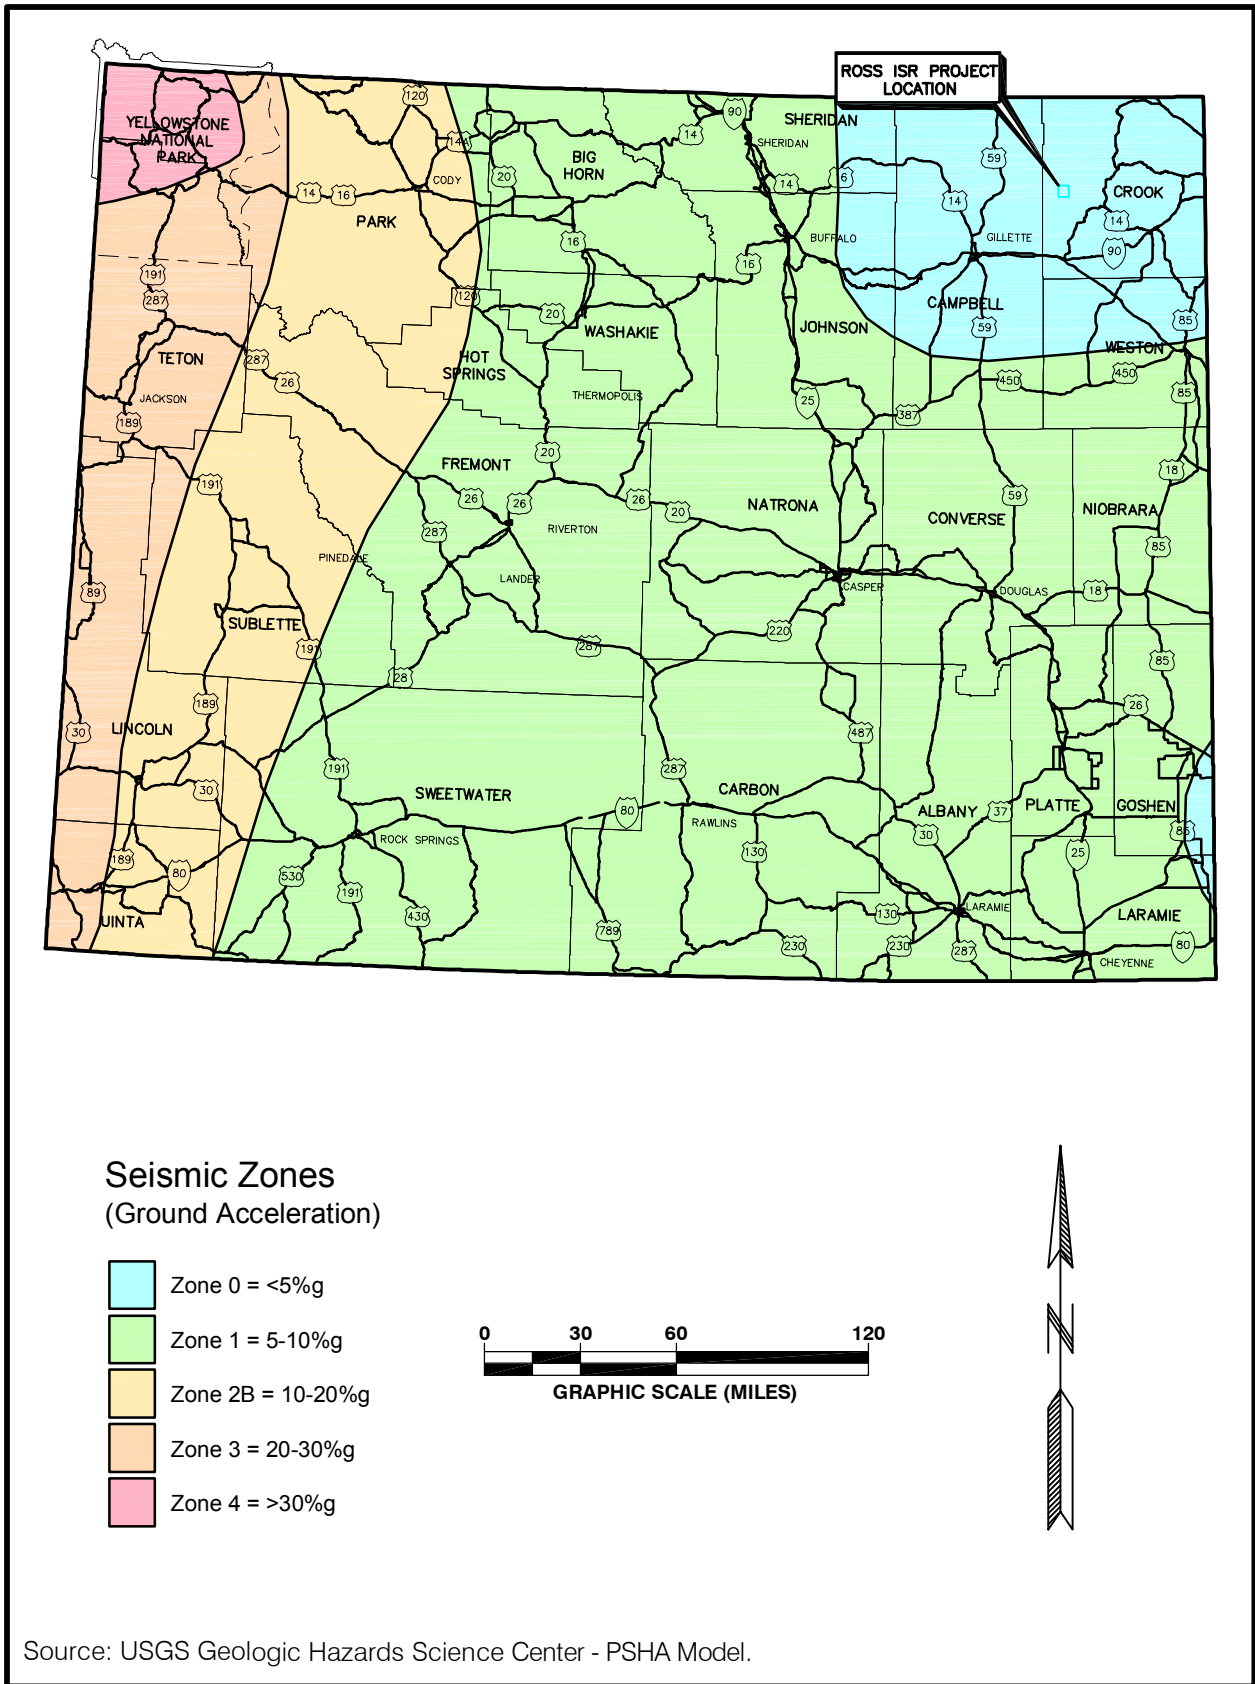 ROSS ISR PROJECT
LOCATION
YELLOWSTONE
NATIONAL
PARK
120
14A
90
14
SHERIDAN
SHERIDAN
BIG
HORN
20
CODY
14
16
PARK
14
16
59
14
CROOK
14
90
16
BUFFALO
GILLETTE
16
191
287
120
20
WASHAKIE
JOHNSON
CAMPBELL
59
85
WESTON
TETON
287
26
HOT
SPRINGS
THERMOPOLIS
450
450
85
JACKSON
189
25
387
FREMONT
20
191
26
26
26
20
NATRONA
59
18
CONVERSE
NIOBRARA
287
RIVERTON
85
PINEDALE
LANDER
CASPER
DOUGLAS
18
89
SUBLETTE
191
287
220
85
28
189
26
30
LINCOLN
487
191
287
30
SWEETWATER
80
CARBON
ALBANY
37
PLATTE
GOSHEN
RAWLINS
30
85
ROCK SPRINGS
189
80
530
191
430
130
25
UINTA
789
130
LARAMIE
LARAMIE
230
230
287
80
CHEYENNE
Seismic Zones
(Ground Acceleration)
Zone 0 = <5%g
Zone 1 = 5-10%g
Zone 2B = 10-20%g
Zone 3 = 20-30%g
Zone 4 = >30%g
0 30 60 120
GRAPHIC SCALE (MILES)
N
Source: USGS Geologic Hazards Science Center - PSHA Model.